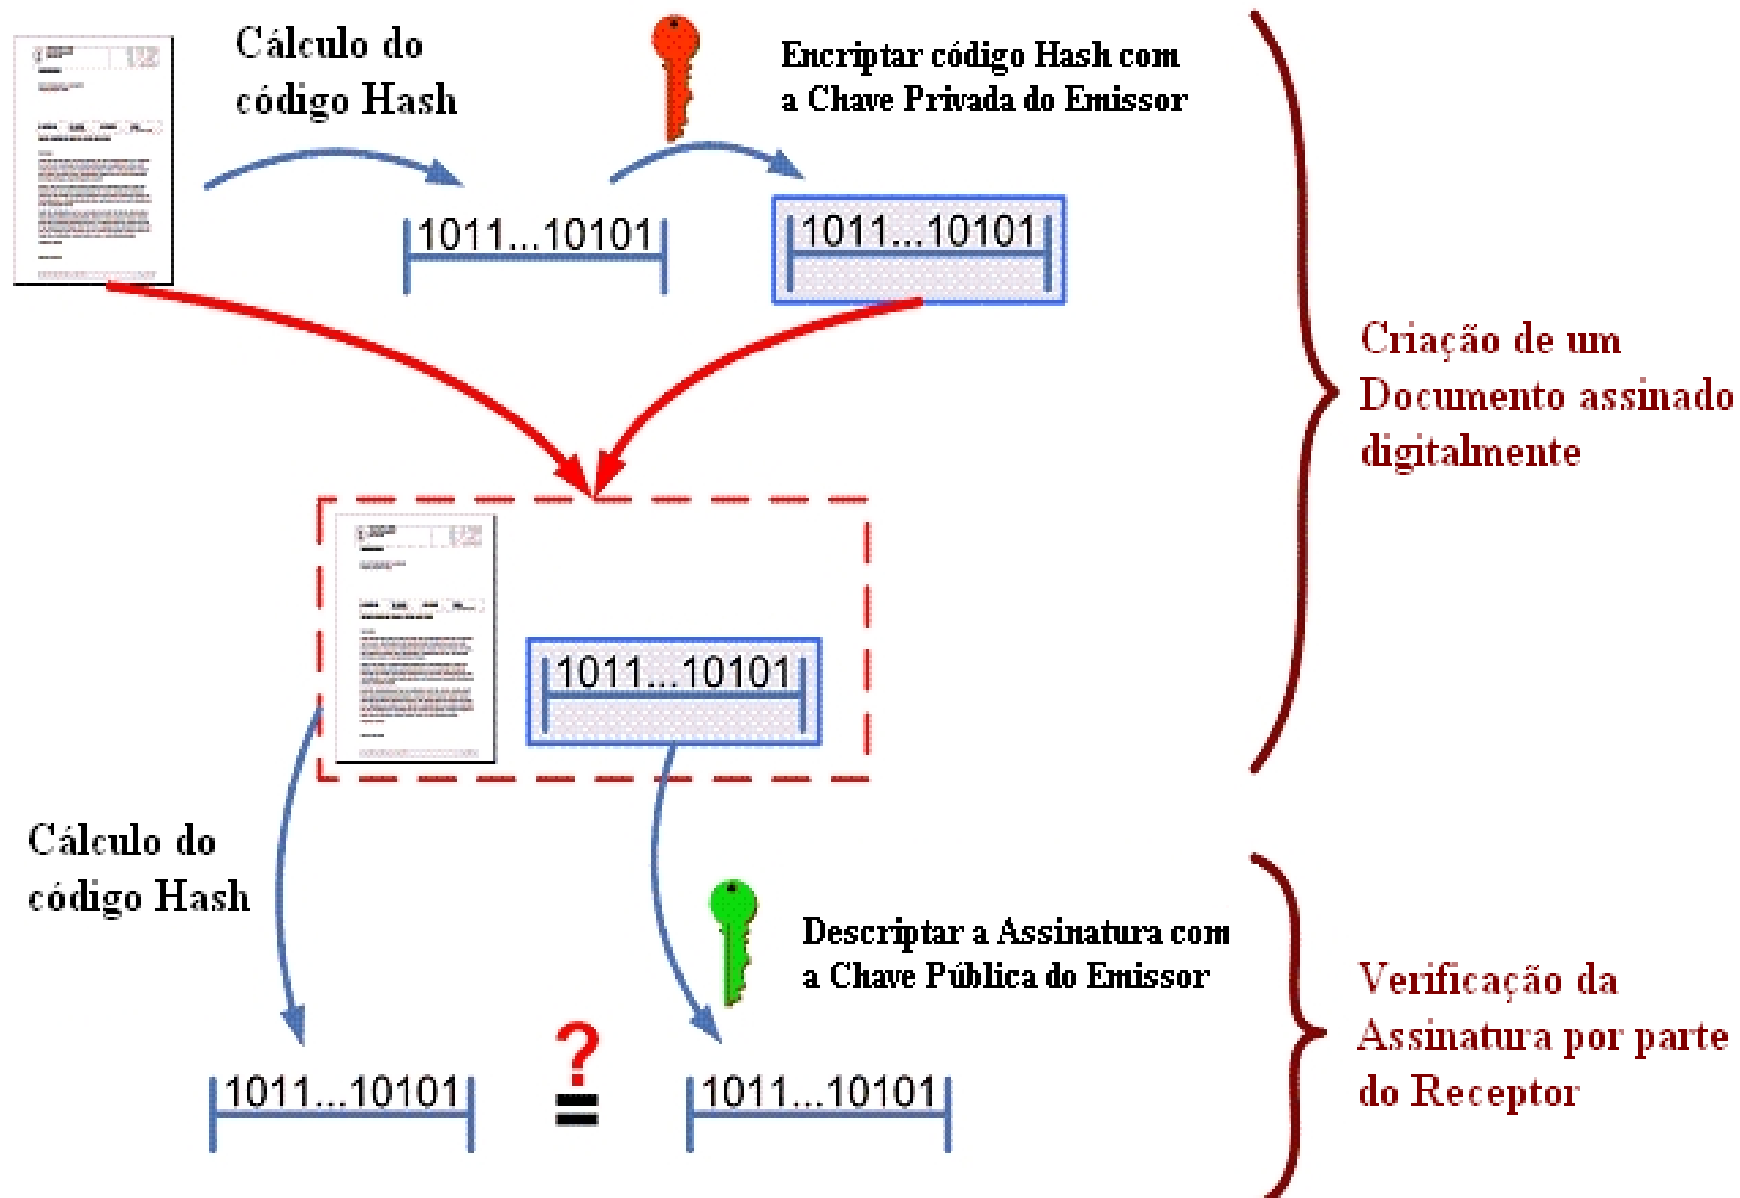 Cálculo do
código Hash
Encriptar código Hash com
a Chave Privada do Emissor
1011...10101
1011...10101
Criação de um
Documento assinado
digitalmente
1011...10101
Cálculo do
código Hash
Descriptar a Assinatura com
a Chave Pública do Emissor
Verificação da
Assinatura por parte
do Receptor
1011...10101
?
=
1011...10101